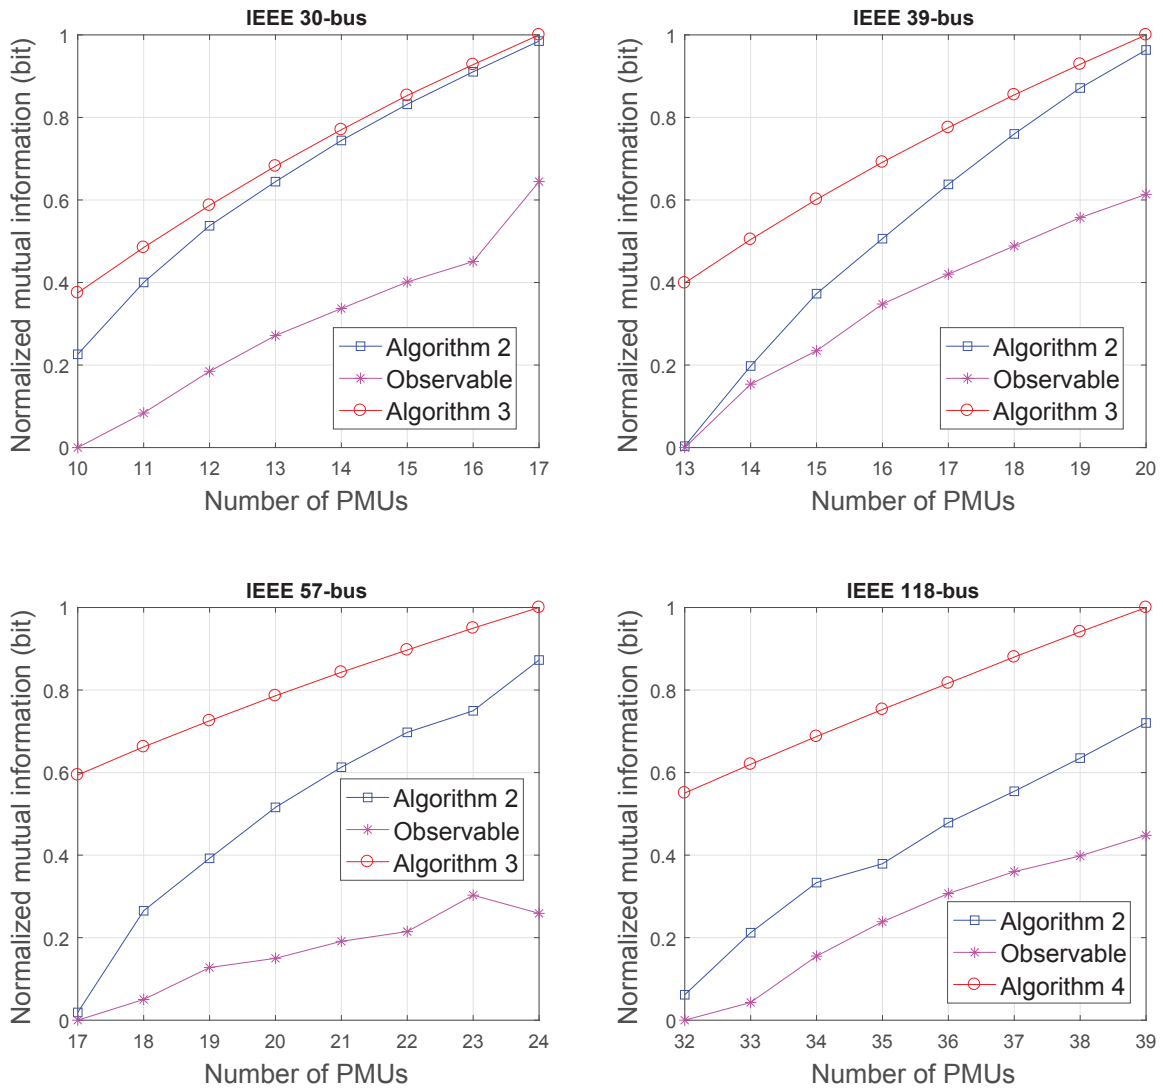 IEEE 30-bus
Normalized mutual information (bit)
1
0.8
0.6
0.4
0.2
0
10 11 12 13 14 15 16 17
Number of PMUs
Algorithm 2
Observable
Algorithm 3
IEEE 39-bus
Normalized mutual information (bit)
1
0.8
0.6
0.4
0.2
0
13 14 15 16 17 18 19 20
Number of PMUs
Algorithm 2
Observable
Algorithm 3
IEEE 57-bus
Normalized mutual information (bit)
1
0.8
0.6
0.4
0.2
0
17 18 19 20 21 22 23 24
Number of PMUs
Algorithm 2
Observable
Algorithm 3
IEEE 118-bus
Normalized mutual information (bit)
1
0.8
0.6
0.4
0.2
0
32 33 34 35 36 37 38 39
Number of PMUs
Algorithm 2
Observable
Algorithm 4